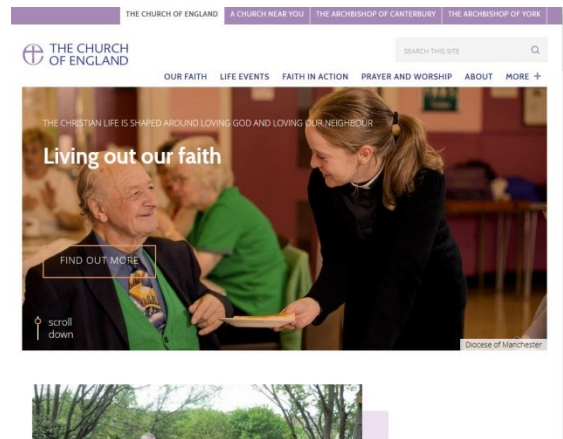 THE CHURCH OF ENGLAND A CHURCH NEAR YOU THE ARCHBISHOP OF CANTERBURY THE ARCHBISHOP OF YORK
THE CHURCH
OF ENGLAND
SEARCH THIS SITE
OUR FAITH LIFE EVENTS FAITH IN ACTION PRAYER AND WORSHIP ABOUT MORE +
THE CHRISTIAN LIFE IS SHAPED AROUND LOVING GOD AND LOVING OUR NEIGHBOUR
Living out our faith
FIND OUT MORE
scroll
down
Diocese of Manchester